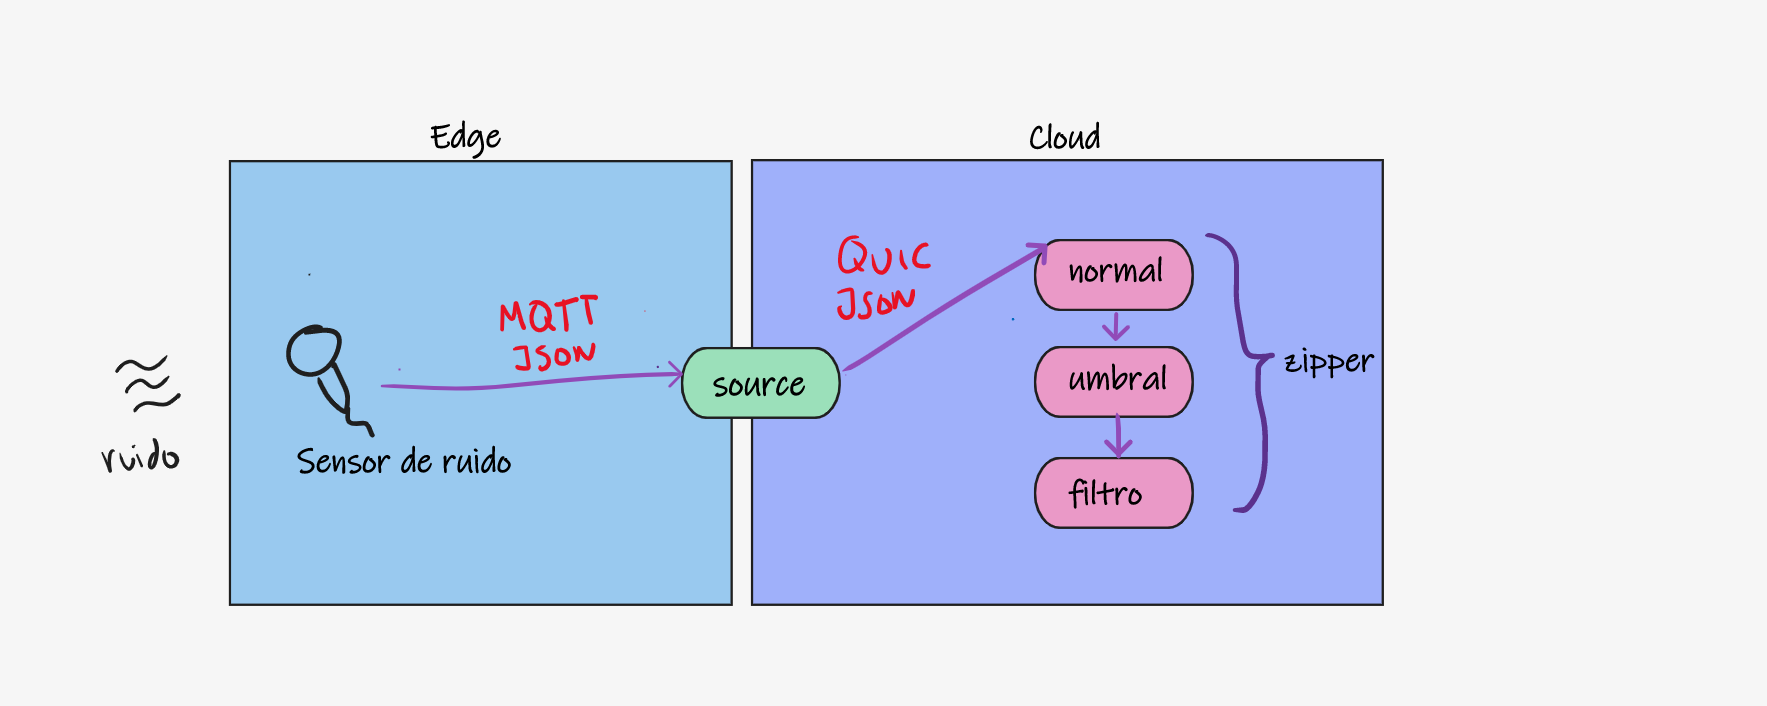 Edge
Cloud
ruido
Sensor de ruido
MQTT
JSON
source
QUIC
JSON
normal
umbral
filtro
zipper